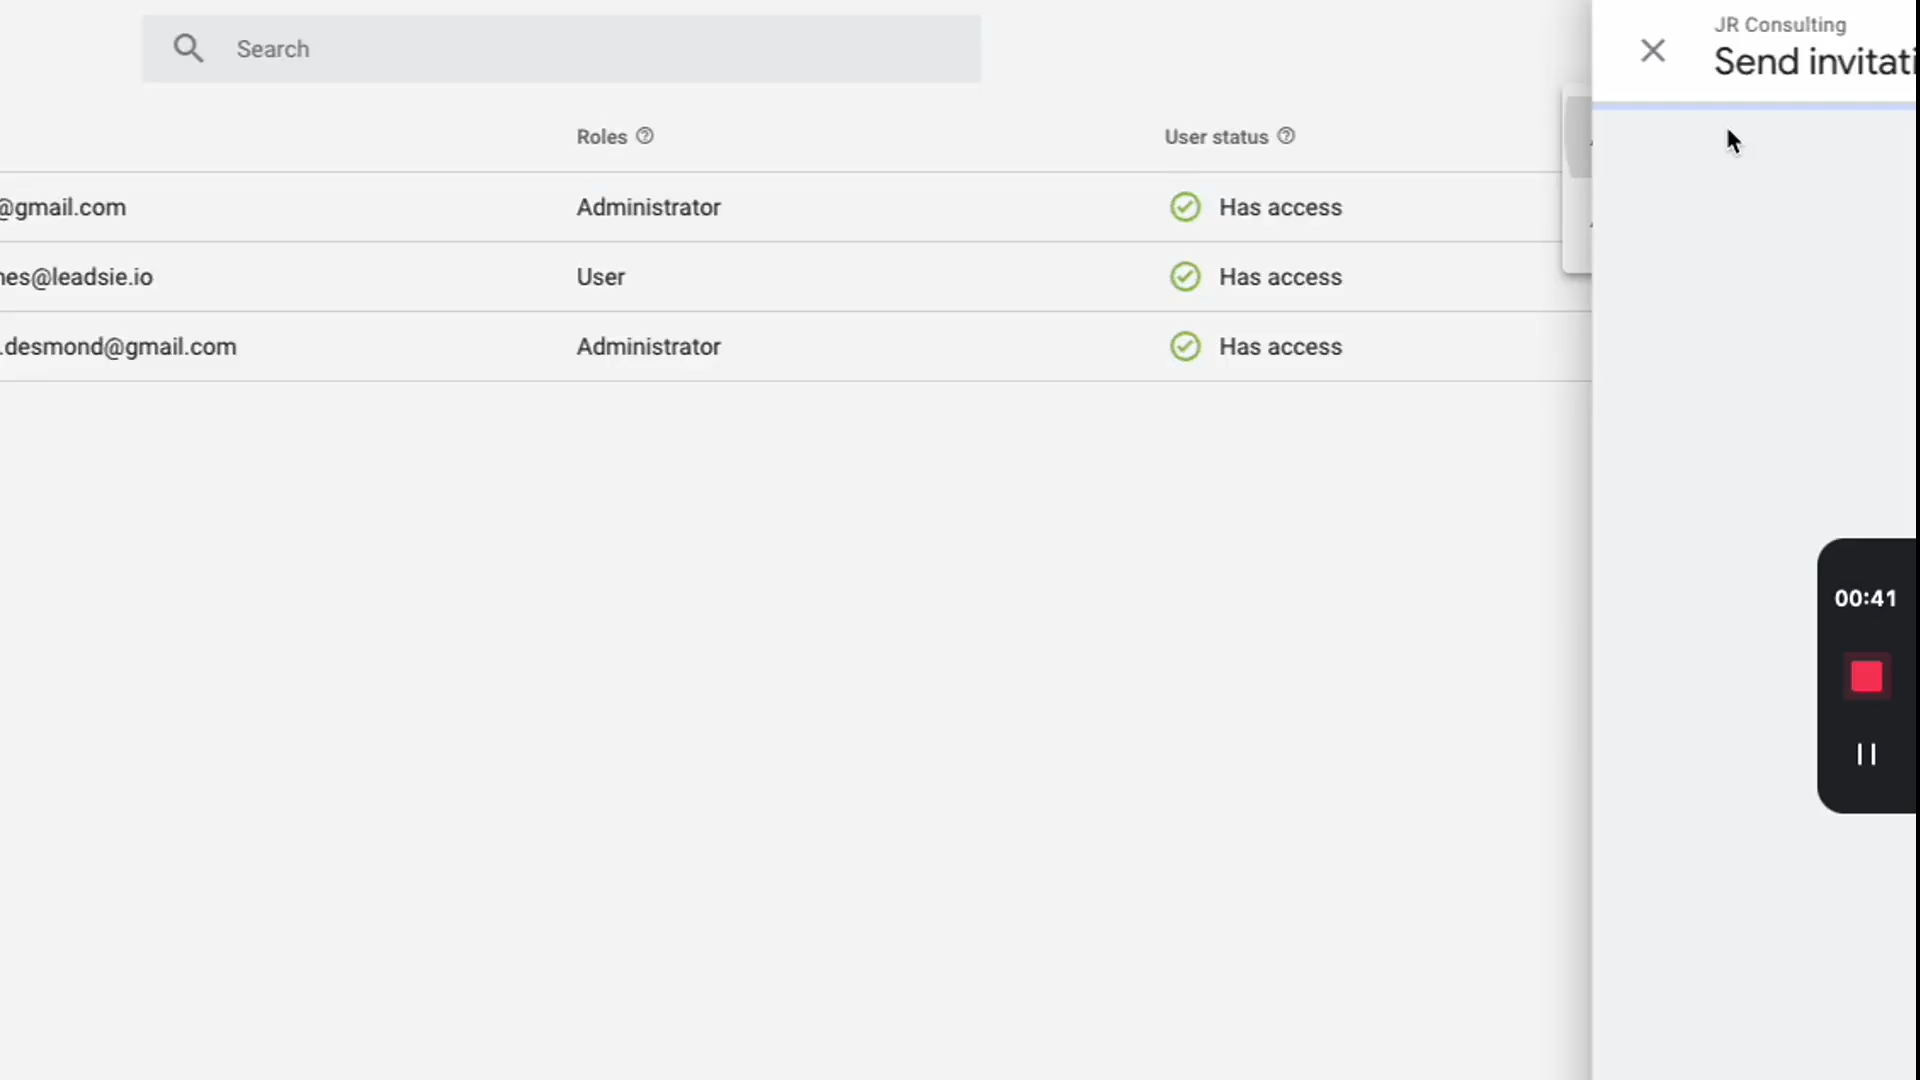 Search
JR Consulting
Send invitati
Roles
User status
@gmail.com
Administrator
Has access
nes@leadsie.io
User
Has access
.desmond@gmail.com
Administrator
Has access
00:41